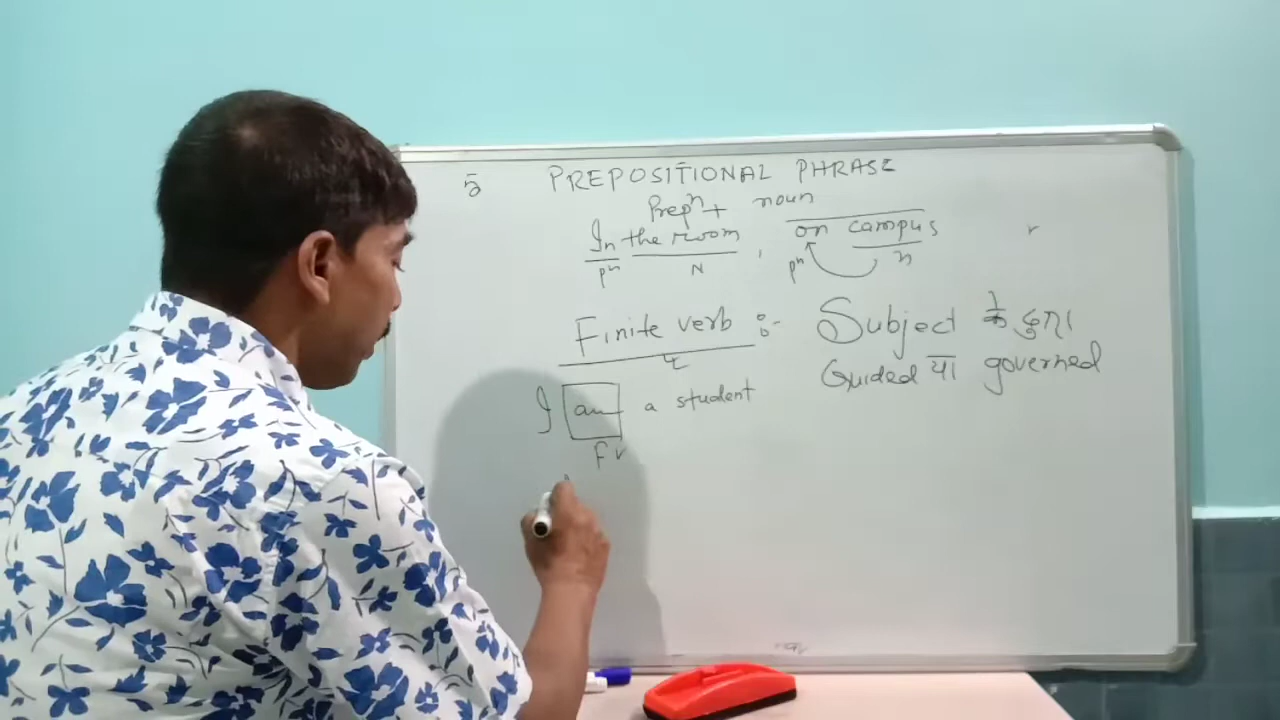 5 PREPOSITIONAL PHRASE
Prepⁿ + noun
In the room , on campus
pⁿ N pⁿ n
Finite verb :- Subject के द्वारा
Guided या governed
I am a student
FV